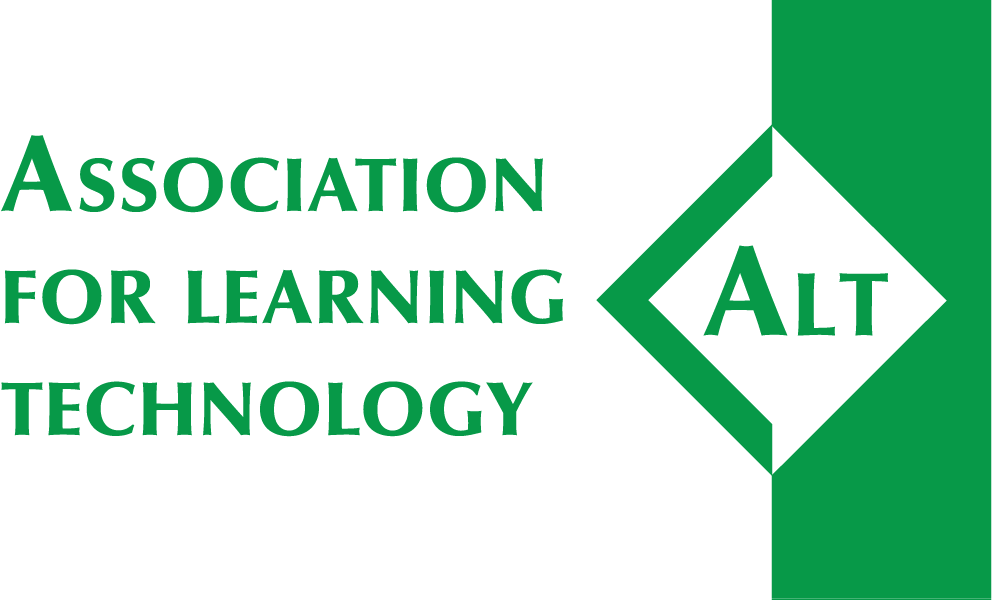 ASSOCIATION
FOR LEARNING
TECHNOLOGY
ALT